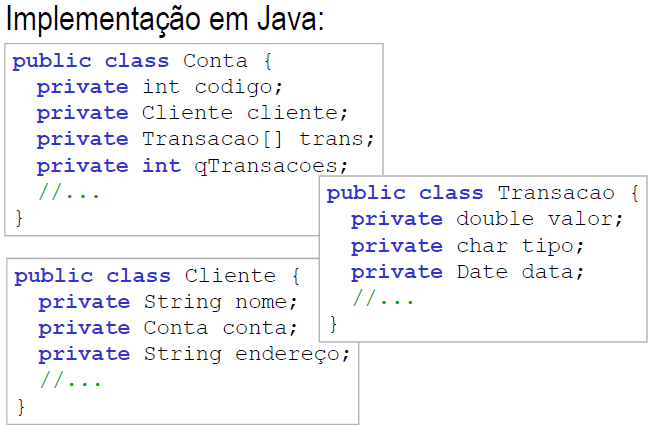 Implementação em Java:
public class Conta {
private int codigo;
private Cliente cliente;
private Transacao[] trans;
private int qTransacoes;
//...
}
public class Transacao {
private double valor;
private char tipo;
private Date data;
//...
}
public class Cliente {
private String nome;
private Conta conta;
private String endereço;
//...
}